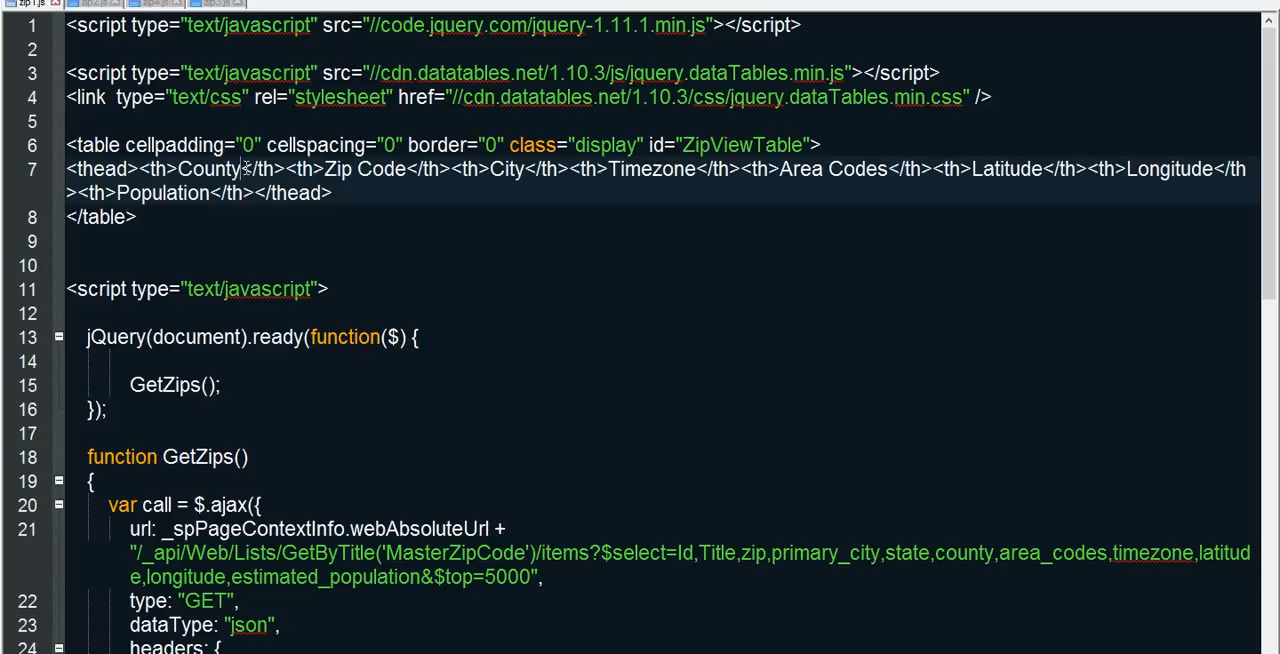 zip1.js zip2.js zip4.js zip3.js
1 <script type="text/javascript" src="//code.jquery.com/jquery-1.11.1.min.js"></script>
2
3 <script type="text/javascript" src="//cdn.datatables.net/1.10.3/js/jquery.dataTables.min.js"></script>
4 <link  type="text/css" rel="stylesheet" href="//cdn.datatables.net/1.10.3/css/jquery.dataTables.min.css" />
5
6 <table cellpadding="0" cellspacing="0" border="0" class="display" id="ZipViewTable">
7 <thead><th>County</th><th>Zip Code</th><th>City</th><th>Timezone</th><th>Area Codes</th><th>Latitude</th><th>Longitude</th
><th>Population</th></thead>
8 </table>
9
10
11 <script type="text/javascript">
12
13 jQuery(document).ready(function($) {
14
15 GetZips();
16 });
17
18 function GetZips()
19 {
20 var call = $.ajax({
21 url: _spPageContextInfo.webAbsoluteUrl +
"/_api/Web/Lists/GetByTitle('MasterZipCode')/items?$select=Id,Title,zip,primary_city,state,county,area_codes,timezone,latitud
e,longitude,estimated_population&$top=5000",
22 type: "GET",
23 dataType: "json",
24 headers: {